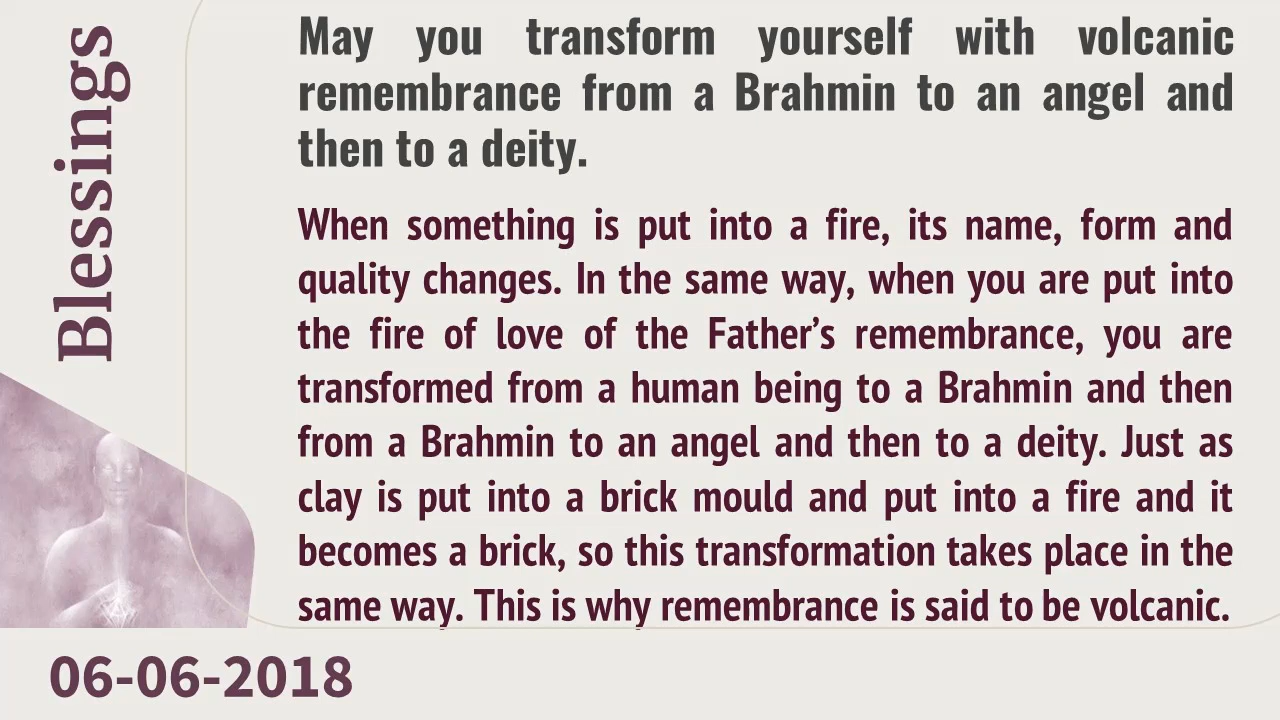 Blessings
May you transform yourself with volcanic
remembrance from a Brahmin to an angel and
then to a deity.
When something is put into a fire, its name, form and
quality changes. In the same way, when you are put into
the fire of love of the Father’s remembrance, you are
transformed from a human being to a Brahmin and then
from a Brahmin to an angel and then to a deity. Just as
clay is put into a brick mould and put into a fire and it
becomes a brick, so this transformation takes place in the
same way. This is why remembrance is said to be volcanic.
06-06-2018